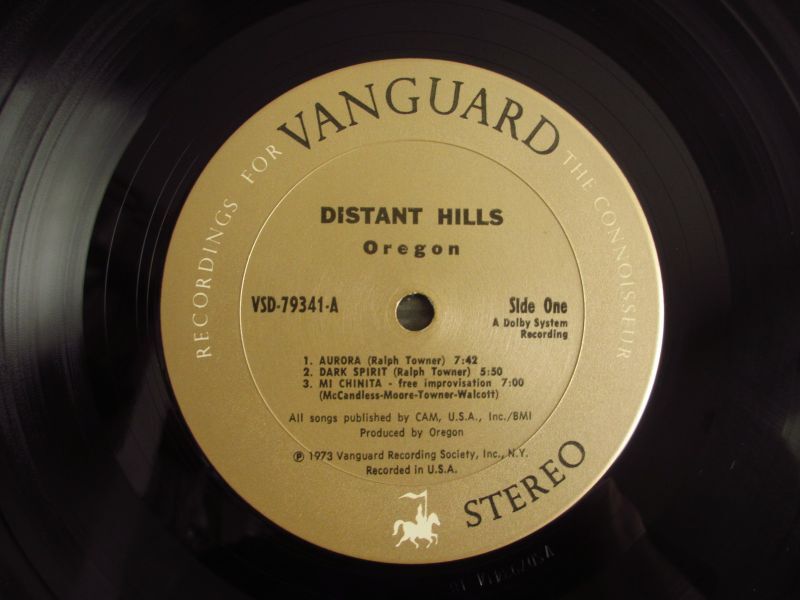 RECORDINGS FOR VANGUARD THE CONNOISSEUR
DISTANT HILLS
Oregon
VSD-79341-A
Side One
A Dolby System
Recording
1. AURORA (Ralph Towner) 7:42
2. DARK SPIRIT (Ralph Towner) 5:50
3. MI CHINITA - free improvisation 7:00
(McCandless-Moore-Towner-Walcott)
All songs published by CAM, U.S.A., Inc./BMI
Produced by Oregon
℗ 1973 Vanguard Recording Society, Inc., N.Y.
Recorded in U.S.A.
STEREO